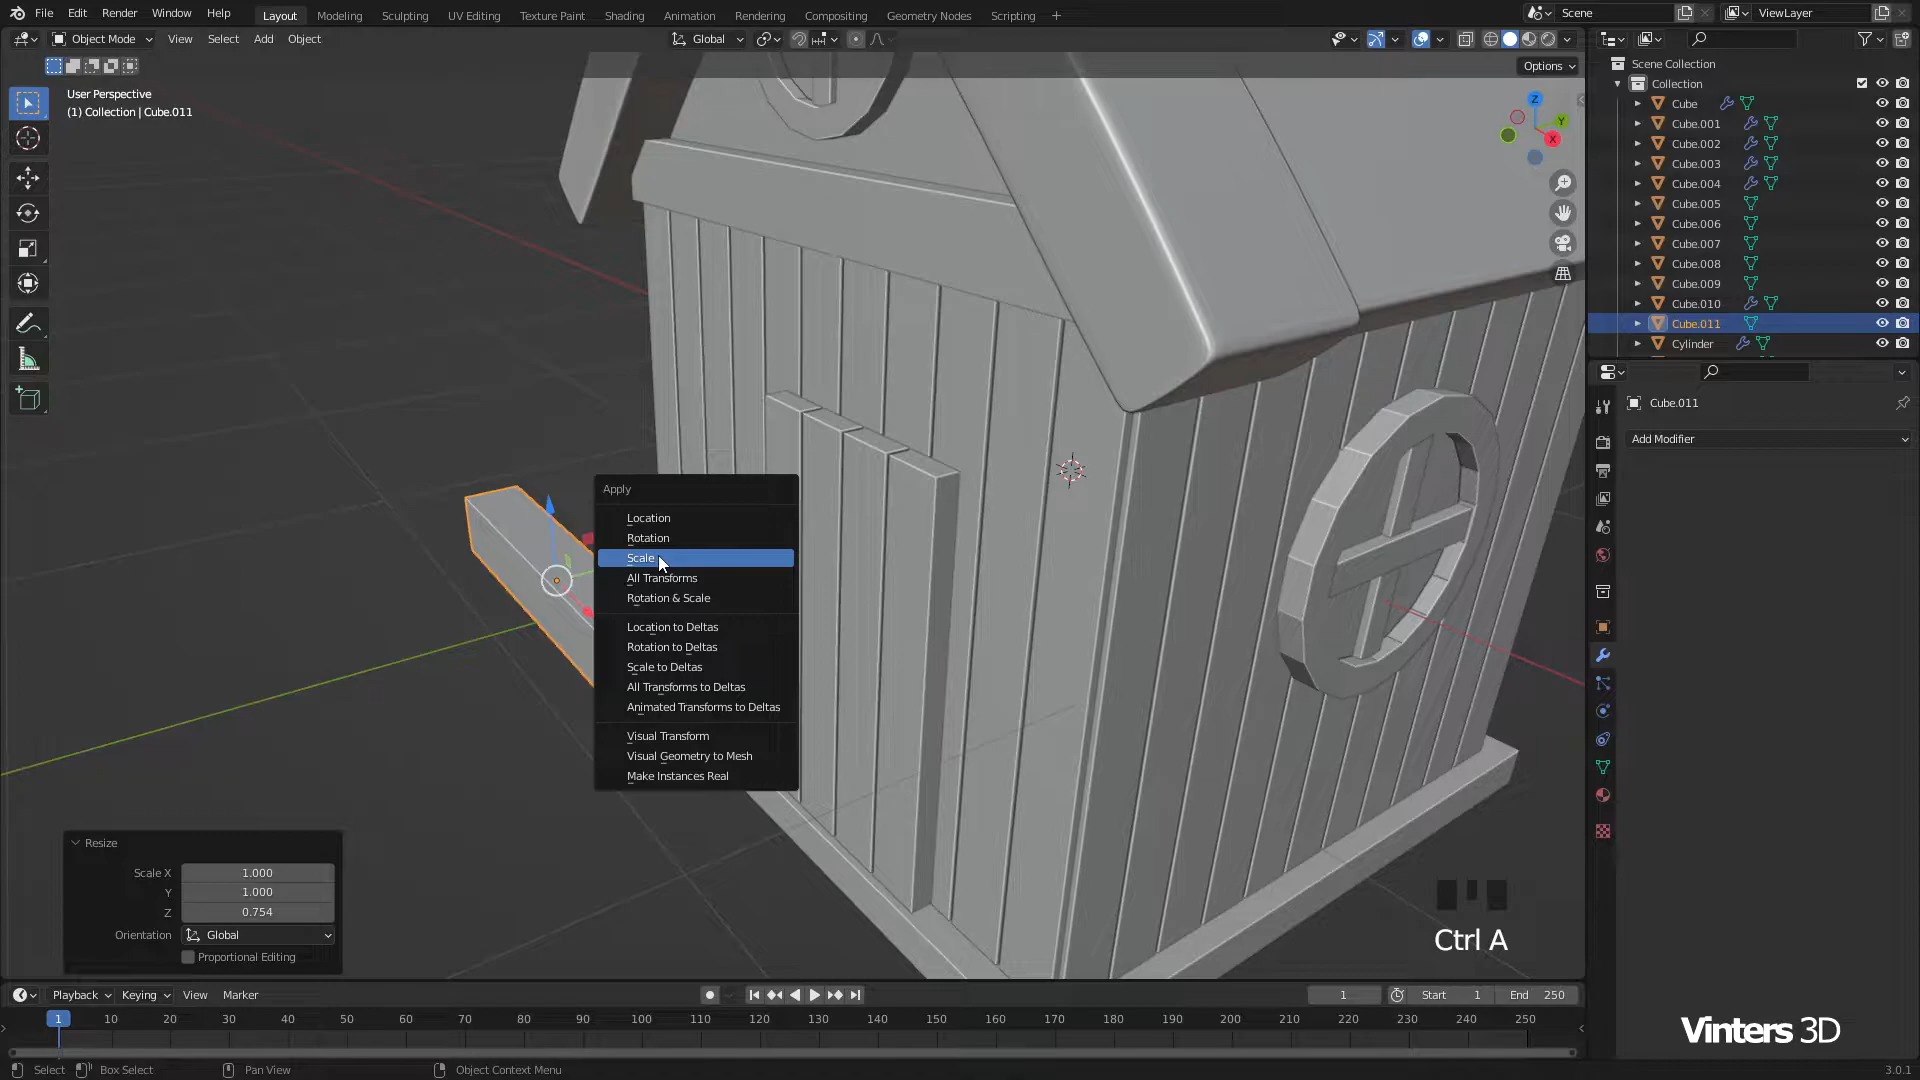 File Edit Render Window Help Layout Modeling Sculpting UV Editing Texture Paint Shading Animation Rendering Compositing Geometry Nodes Scripting + Scene ViewLayer
Object Mode View Select Add Object Global
Options
User Perspective
(1) Collection | Cube.011
Z
Y
X
Scene Collection
Collection
Cube
Cube.001
Cube.002
Cube.003
Cube.004
Cube.005
Cube.006
Cube.007
Cube.008
Cube.009
Cube.010
Cube.011
Cylinder
Cube.011
Add Modifier
Apply
Location
Rotation
Scale
All Transforms
Rotation & Scale
Location to Deltas
Rotation to Deltas
Scale to Deltas
All Transforms to Deltas
Animated Transforms to Deltas
Visual Transform
Visual Geometry to Mesh
Make Instances Real
Resize
Scale X 1.000
Y 1.000
Z 0.754
Orientation Global
Proportional Editing
Ctrl A
Playback Keying View Marker 1 Start 1 End 250
1 10 20 30 40 50 60 70 80 90 100 110 120 130 140 150 160 170 180 190 200 210 220 230 240 250
Vinters 3D
Select Box Select Pan View Object Context Menu 3.0.1